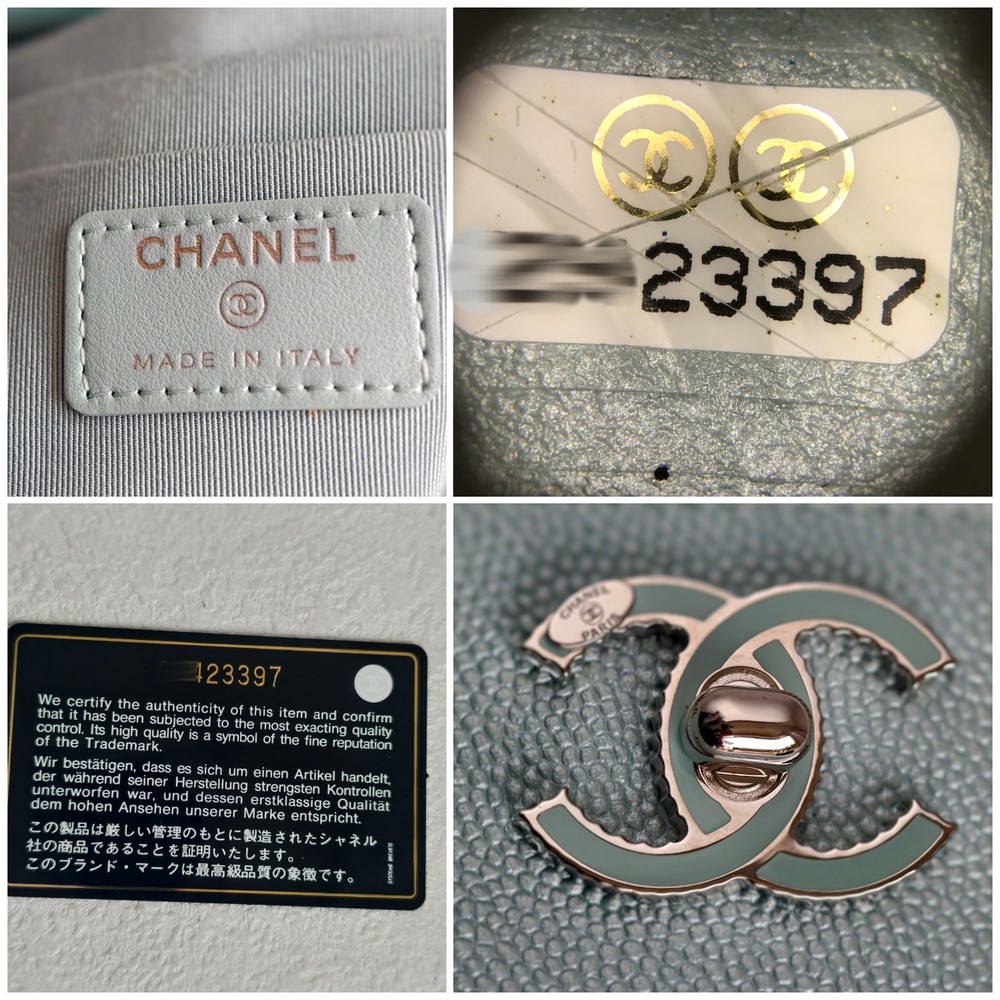 CHANEL
MADE IN ITALY
23397
423397
We certify the authenticity of this item and confirm
that it has been subjected to the most exacting quality
control. Its high quality is a symbol of the fine reputation
of the Trademark.
Wir bestätigen, dass es sich um einen Artikel handelt,
der während seiner Herstellung strengsten Kontrollen
unterworfen war, und dessen erstklassige Qualität
dem hohen Ansehen unserer Marke entspricht.
この製品は厳しい管理のもとに製造されたシャネル
社の商品であることを証明いたします。
このブランド・マークは最高級品質の象徴です。
CHANEL
PARIS